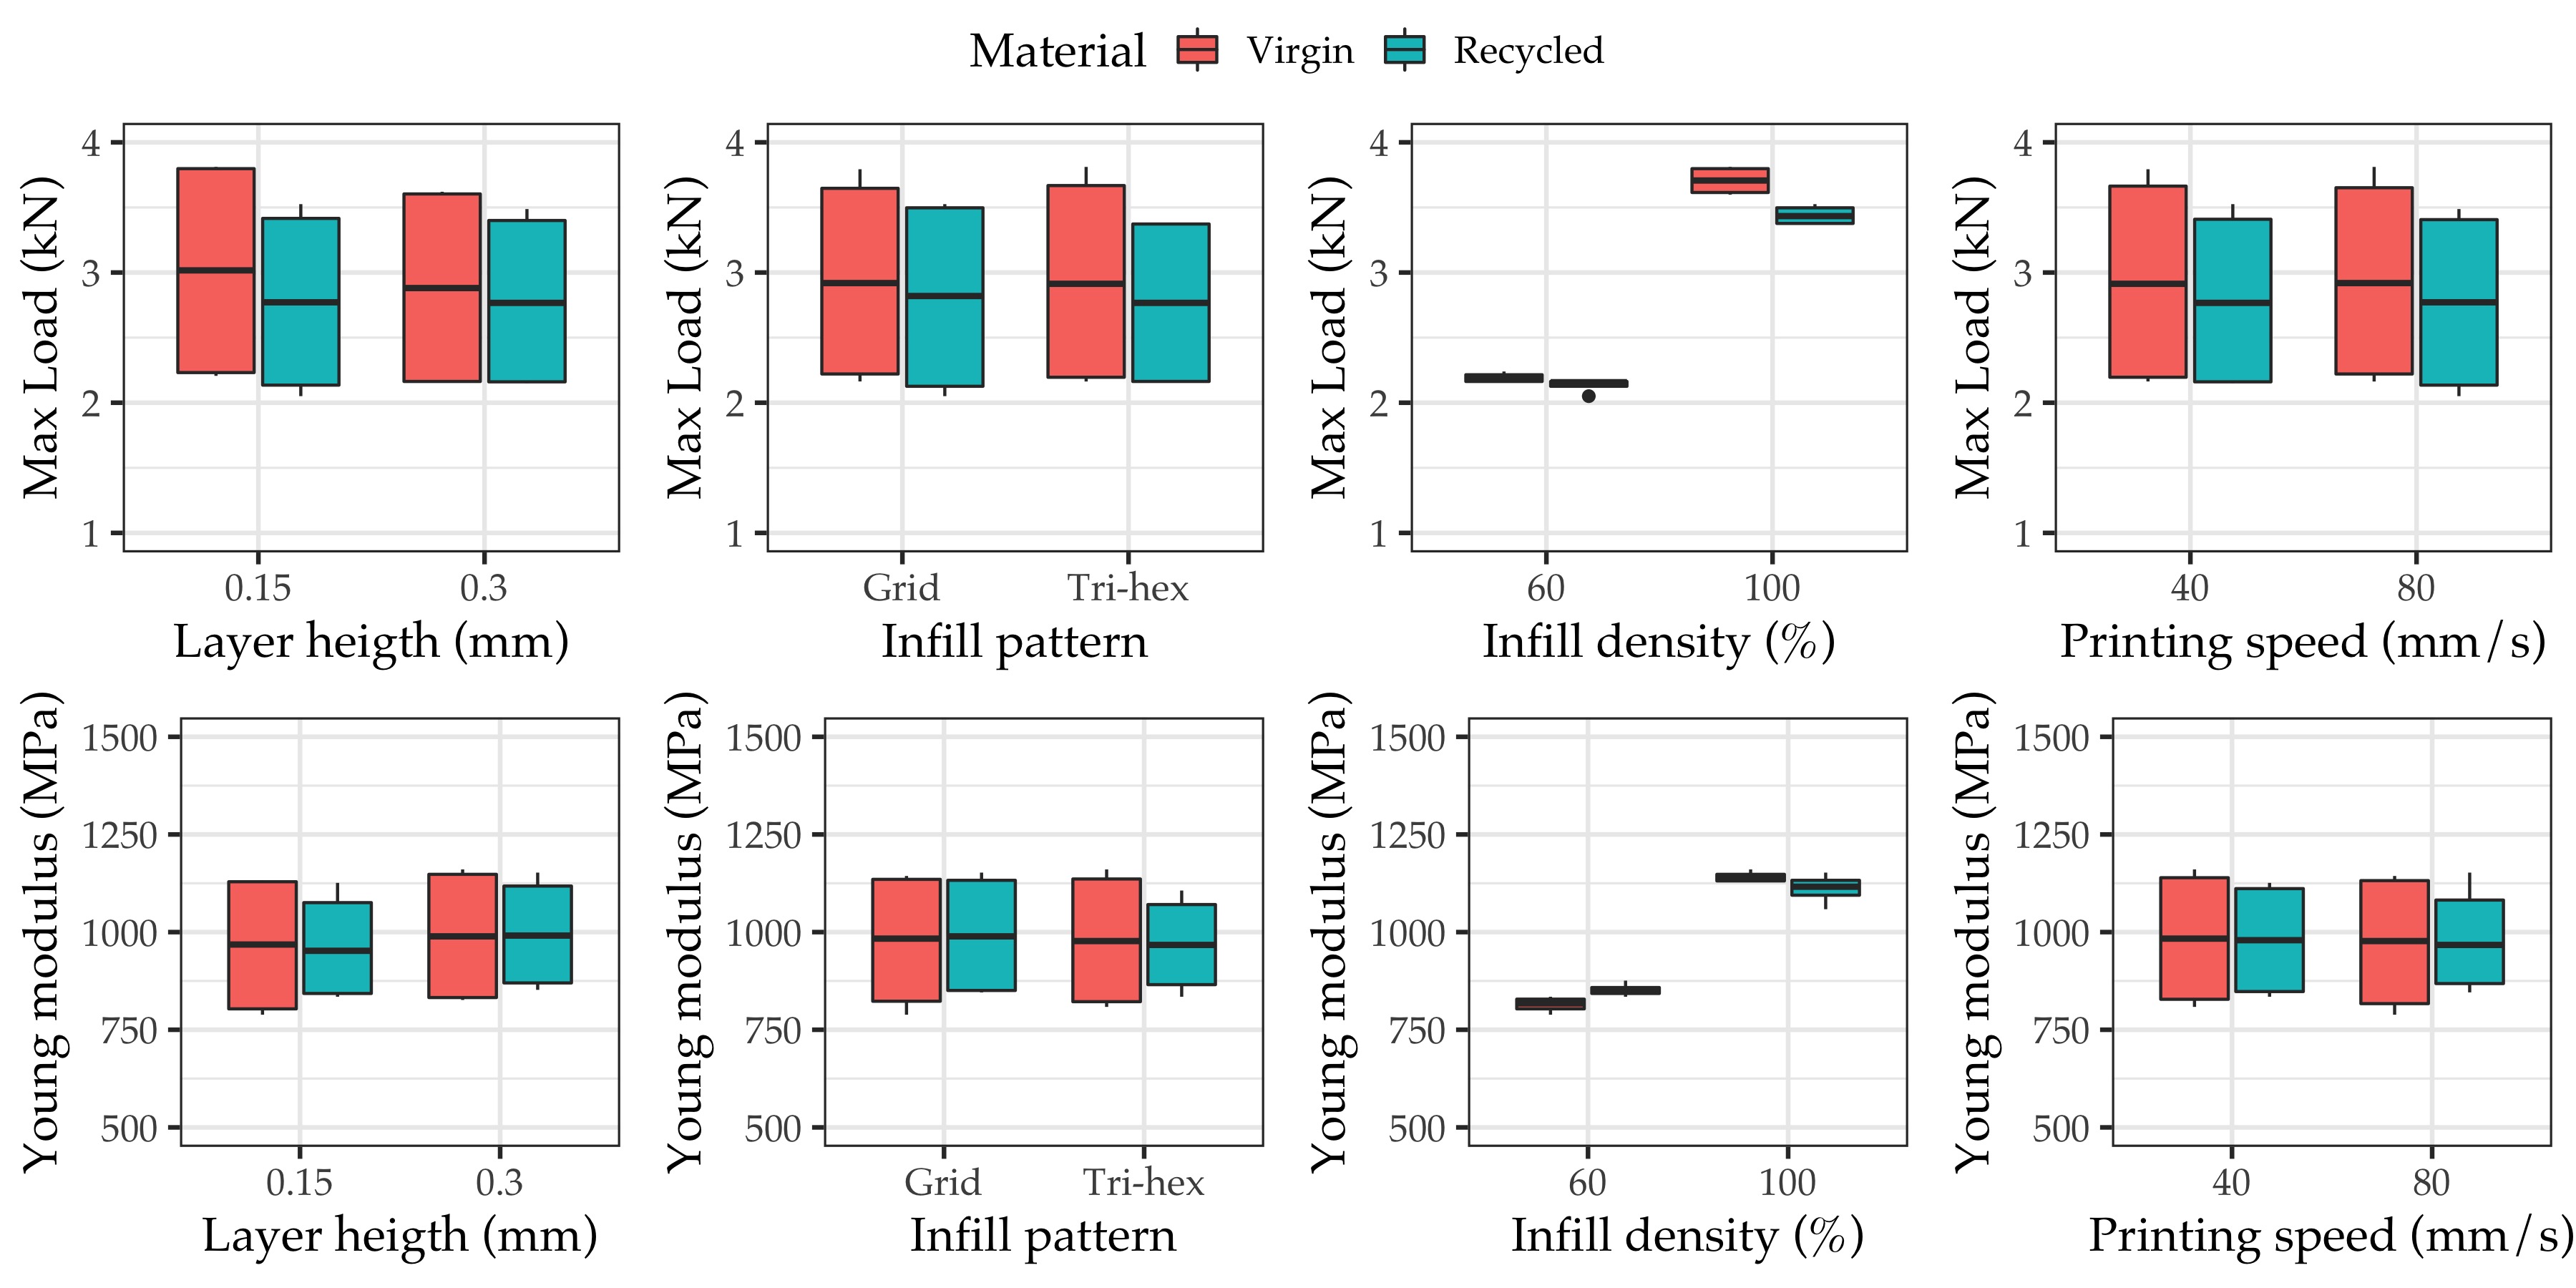 Material Virgin Recycled
Max Load (kN)
4
3
2
1
0.15 0.3
Layer heigth (mm)
Max Load (kN)
4
3
2
1
Grid Tri-hex
Infill pattern
Max Load (kN)
4
3
2
1
60 100
Infill density (%)
Max Load (kN)
4
3
2
1
40 80
Printing speed (mm/s)
Young modulus (MPa)
1500
1250
1000
750
500
0.15 0.3
Layer heigth (mm)
Young modulus (MPa)
1500
1250
1000
750
500
Grid Tri-hex
Infill pattern
Young modulus (MPa)
1500
1250
1000
750
500
60 100
Infill density (%)
Young modulus (MPa)
1500
1250
1000
750
500
40 80
Printing speed (mm/s)